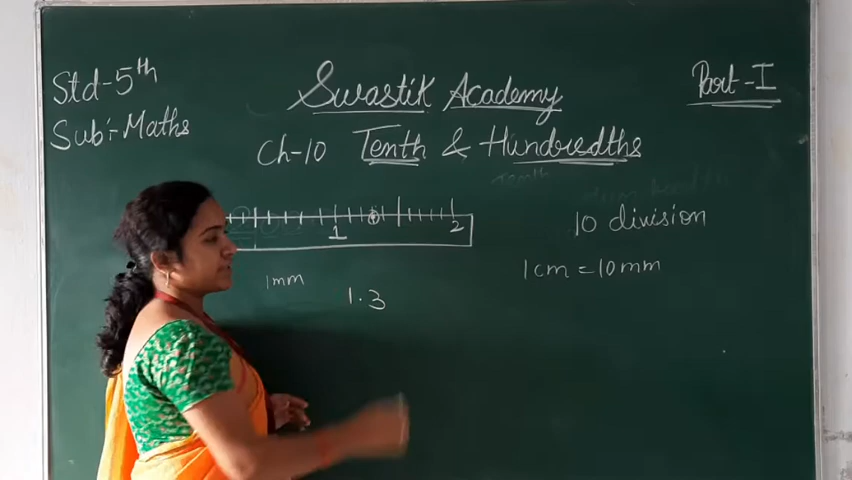 Std-5th
Swastik Academy
Part-I
Sub:-Maths
Ch-10 Tenth & Hundredths
Tenth
1 2
10 division
1cm = 10mm
1mm
1.3